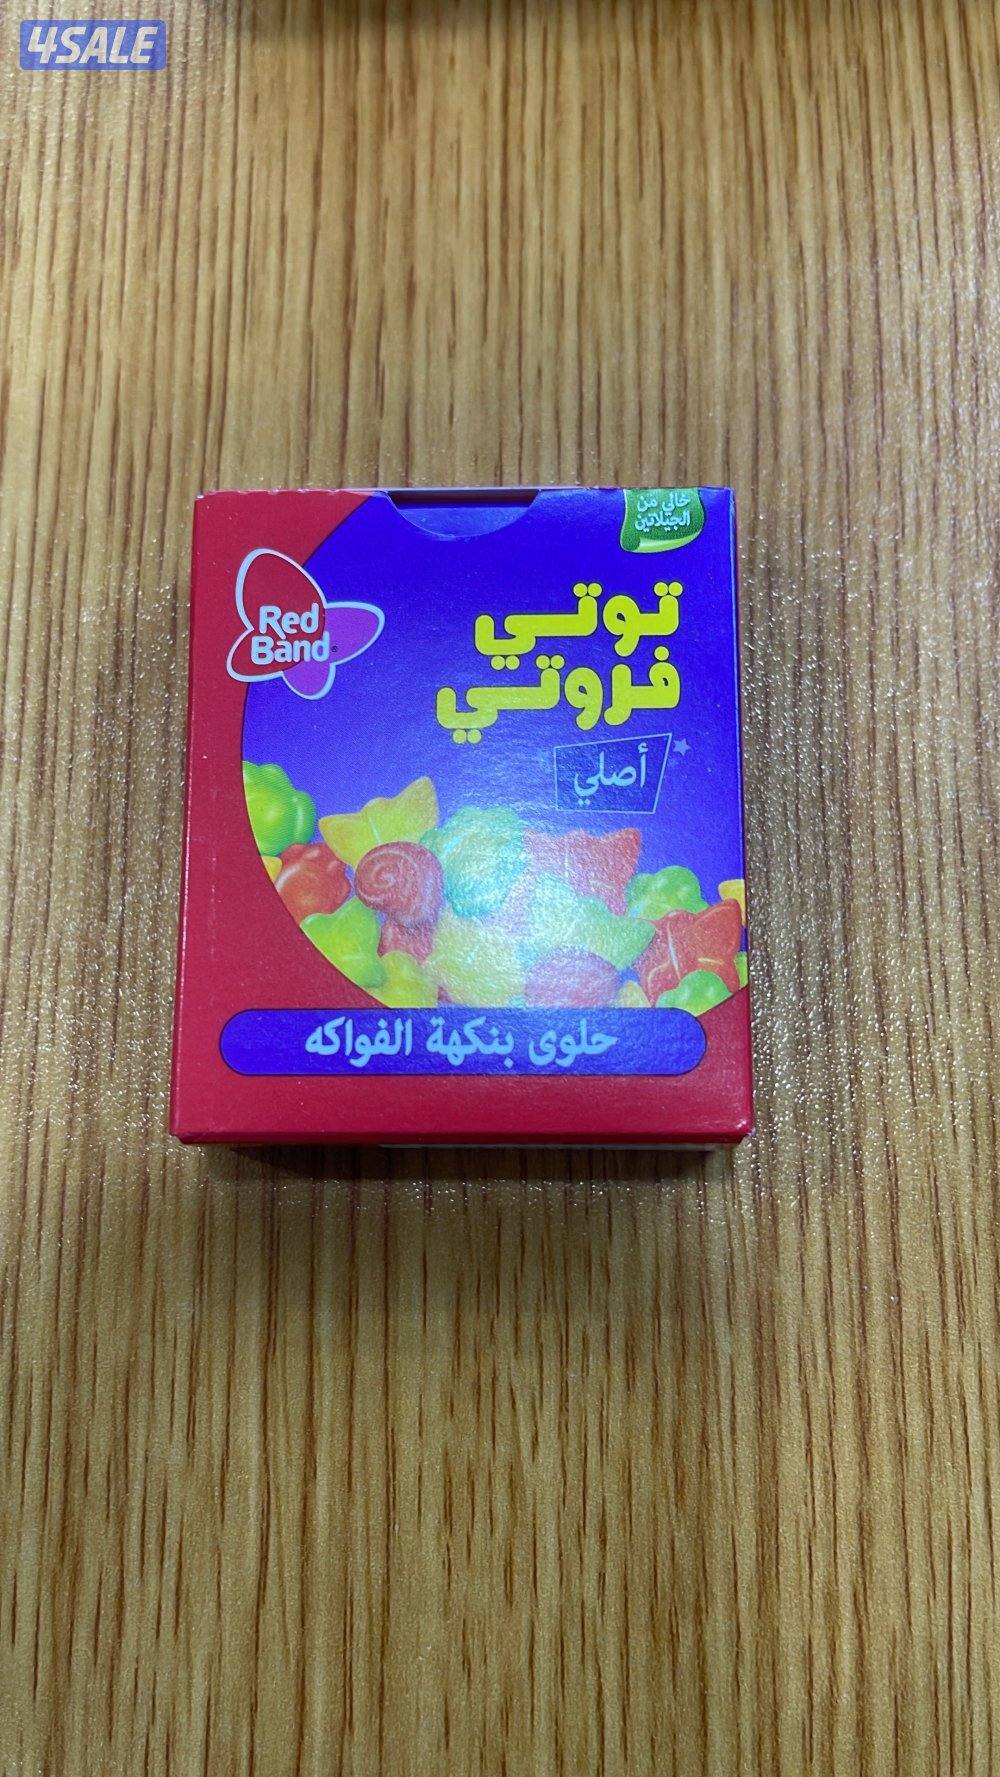 4SALE
خالي من
الجيلاتين
Red
Band
توتي
فروتي
أصلي
حلوى بنكهة الفواكه